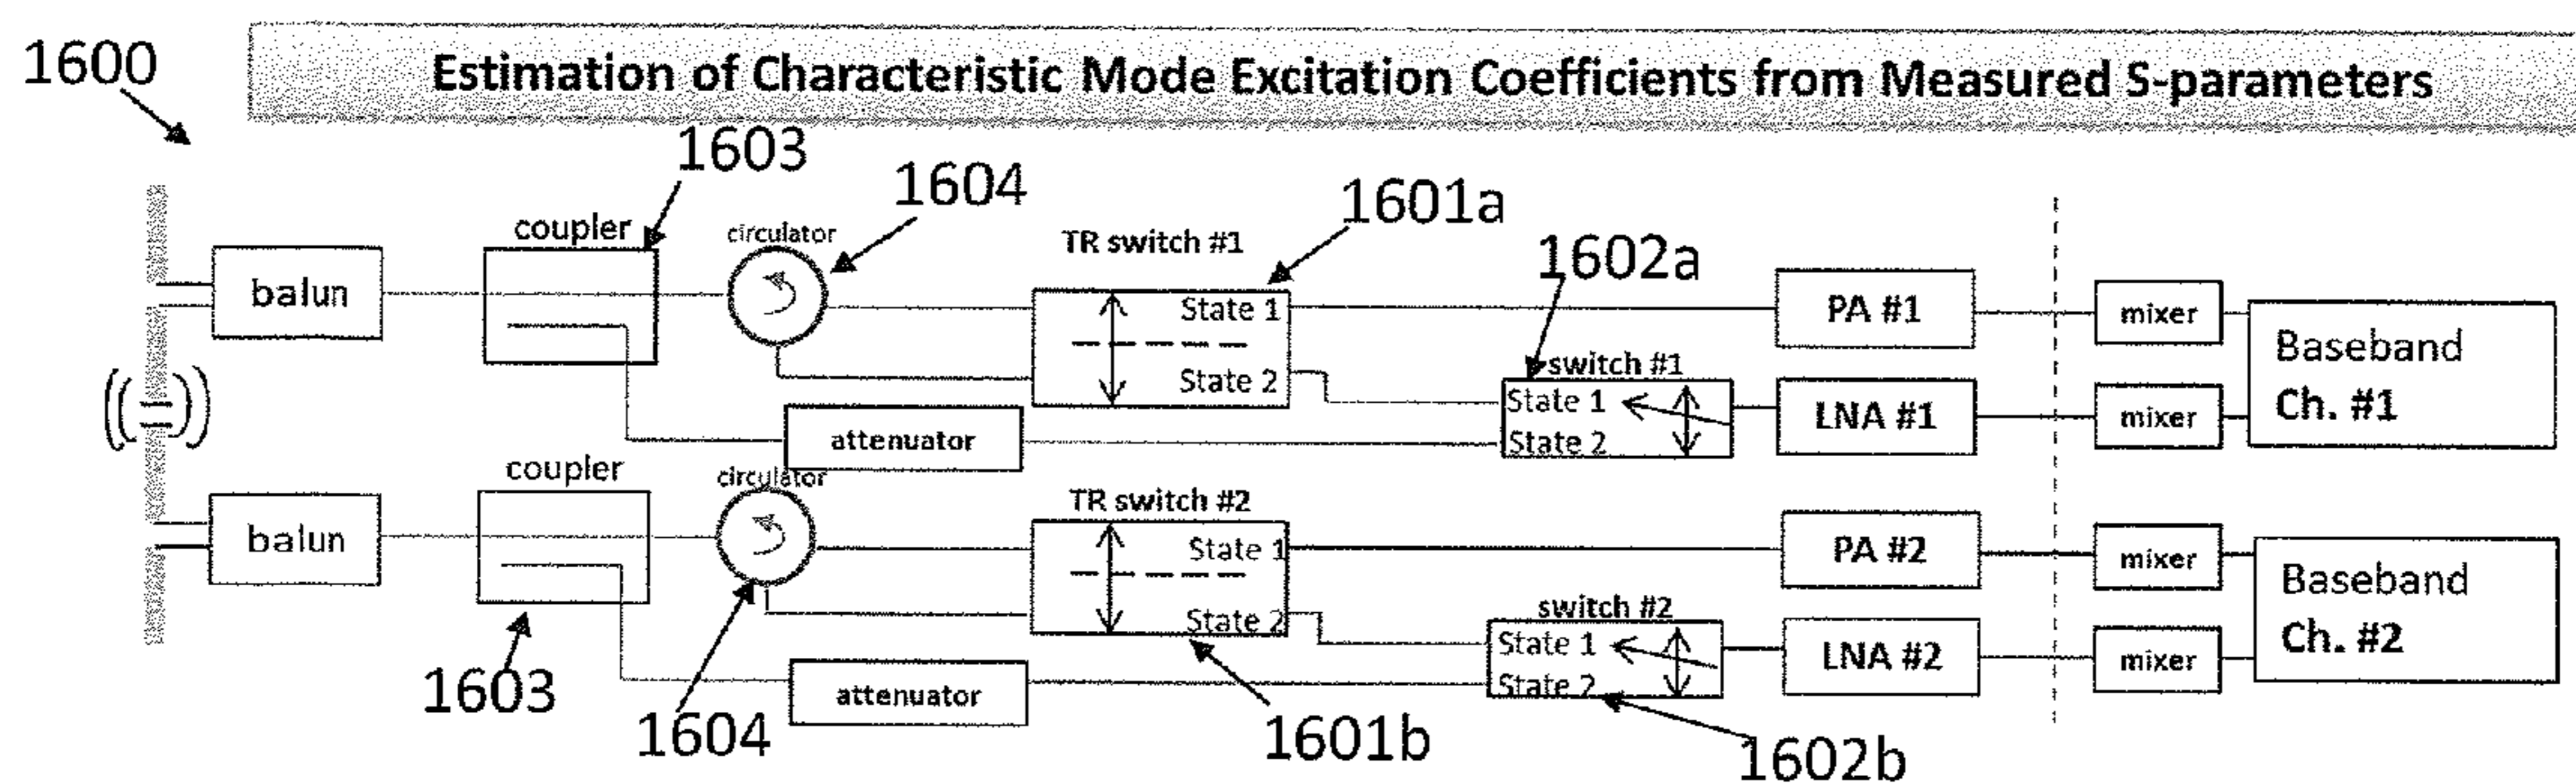 1600
Estimation of Characteristic Mode Excitation Coefficients from Measured S-parameters
1603
1604
1601a
1602a
coupler
circulator
TR switch #1
balun
State 1
State 2
switch #1
State 1
State 2
PA #1
LNA #1
mixer
mixer
Baseband
Ch. #1
attenuator
coupler
circulator
TR switch #2
balun
State 1
State 2
switch #2
State 1
State 2
PA #2
LNA #2
mixer
mixer
Baseband
Ch. #2
attenuator
1603
1604
1601b
1602b